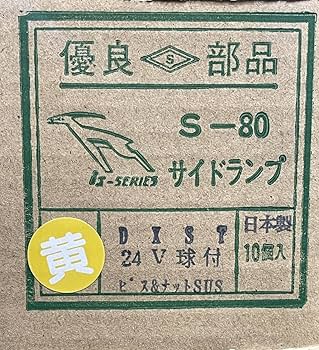 優良 S 部品
S-80
is-SERIES サイドランプ
DXST
24V球付
ビス&ナットSUS
日本製
10個入
黄